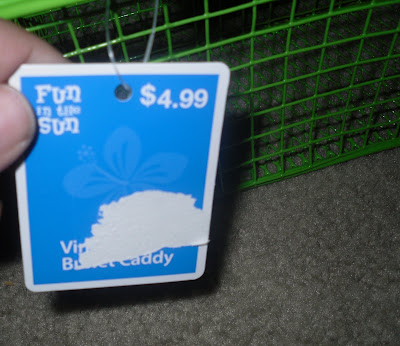 FUN
in the
SUN
$4.99
Caddy